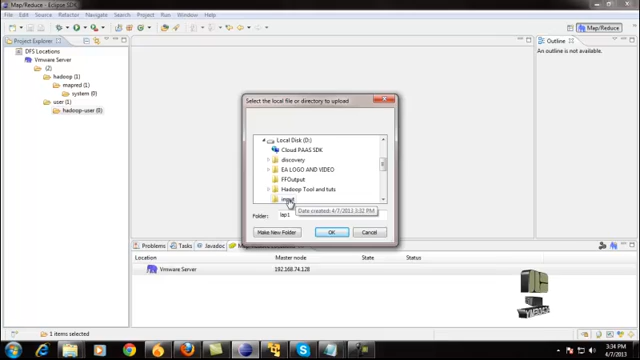 Map/Reduce - Eclipse SDK
File Edit Source Refactor Navigate Search Project Run Window Help
Map/Reduce
Project Explorer
DFS Locations
Vmware Server
(2)
hadoop (1)
mapred (1)
system (0)
user (1)
hadoop-user (0)
Outline
An outline is not available.
Select the local file or directory to upload
Local Disk (D:)
Cloud PAAS SDK
discovery
EA LOGO AND VIDEO
FFOutput
Hadoop Tool and tuts
input
Date created: 4/7/2013 3:32 PM
Folder: lap1
Make New Folder OK Cancel
Problems Tasks Javadoc
Location Master node State Status
Vmware Server 192.168.74.128
1 items selected
3:34 PM
4/7/2013